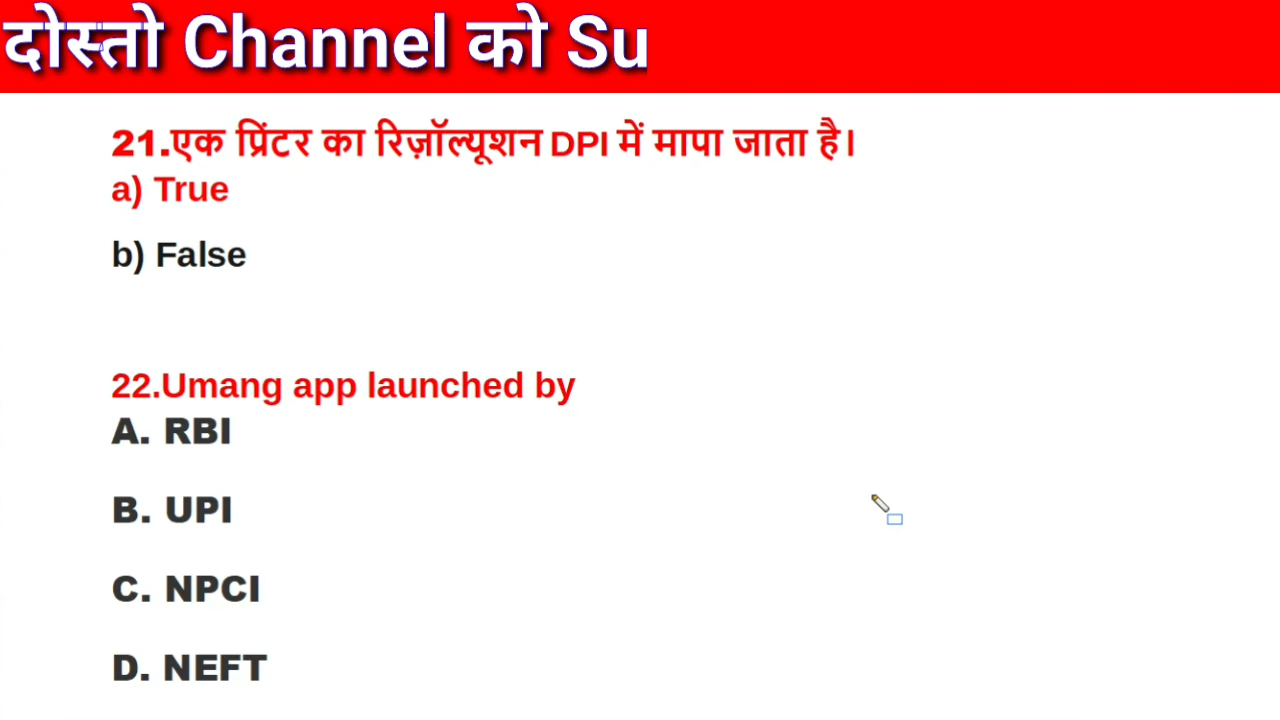 दोस्तो Channel को Su
21.एक प्रिंटर का रिज़ॉल्यूशन DPI में मापा जाता है।
a) True
b) False
22.Umang app launched by
A. RBI
B. UPI
C. NPCI
D. NEFT